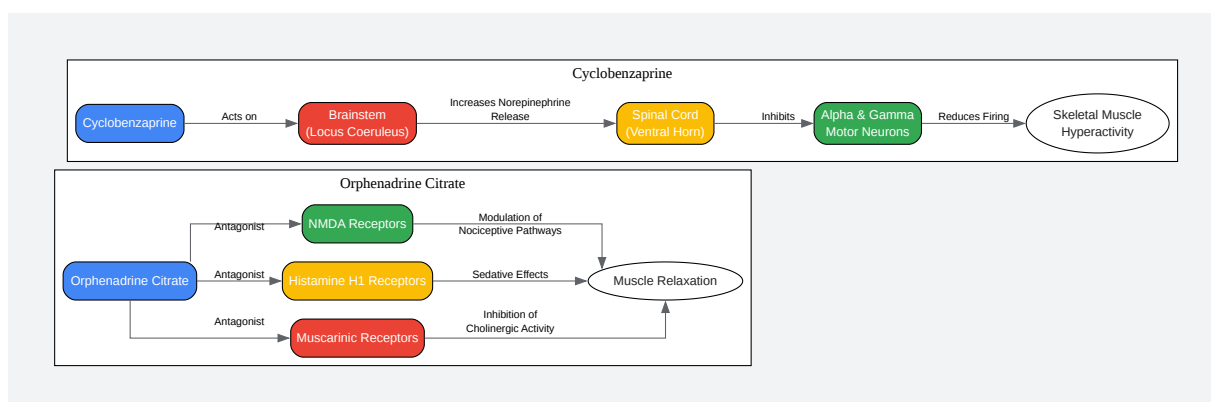 Cyclobenzaprine
Cyclobenzaprine
Acts on
Brainstem
(Locus Coeruleus)
Increases Norepinephrine
Release
Spinal Cord
(Ventral Horn)
Inhibits
Alpha & Gamma
Motor Neurons
Reduces Firing
Skeletal Muscle
Hyperactivity
Orphenadrine Citrate
Orphenadrine Citrate
Antagonist
NMDA Receptors
Modulation of
Nociceptive Pathways
Antagonist
Histamine H1 Receptors
Sedative Effects
Muscle Relaxation
Antagonist
Muscarinic Receptors
Inhibition of
Cholinergic Activity